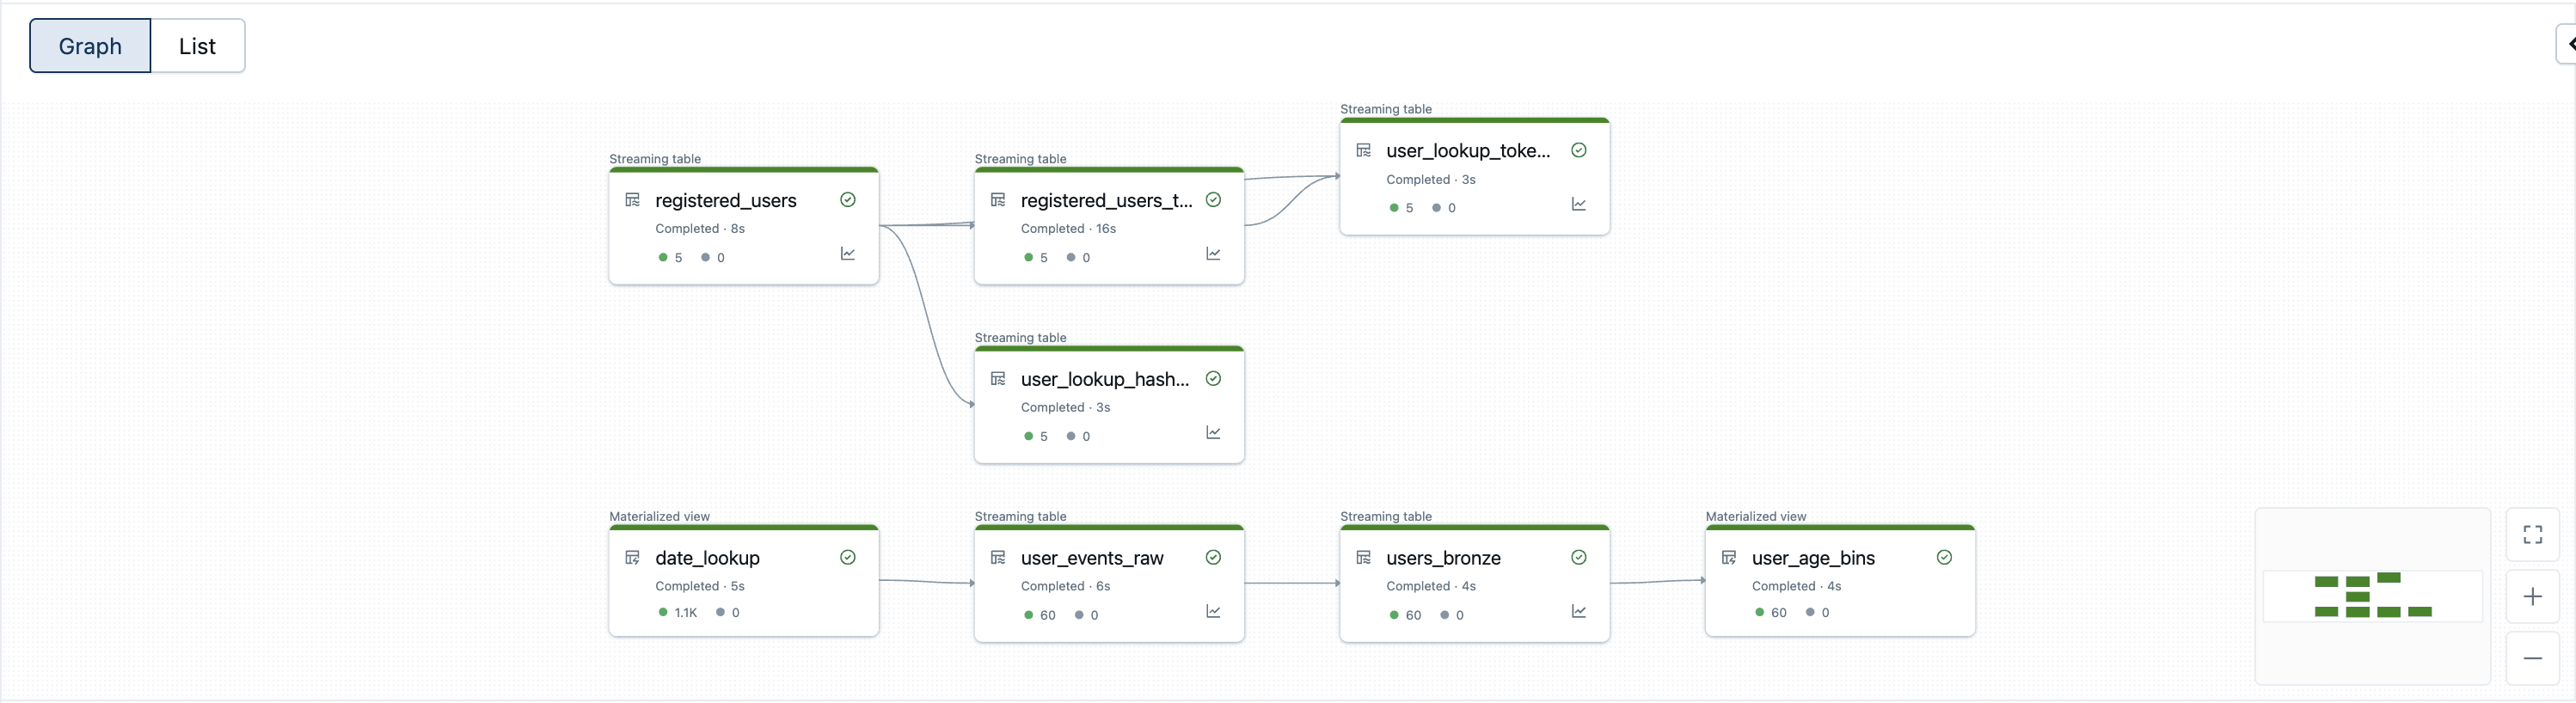 Graph List
Streaming table
user_lookup_toke...
Completed · 3s
5 0
Streaming table
registered_users
Completed · 8s
5 0
Streaming table
registered_users_t...
Completed · 16s
5 0
Streaming table
user_lookup_hash...
Completed · 3s
5 0
Materialized view
date_lookup
Completed · 5s
1.1K 0
Streaming table
user_events_raw
Completed · 6s
60 0
Streaming table
users_bronze
Completed · 4s
60 0
Materialized view
user_age_bins
Completed · 4s
60 0